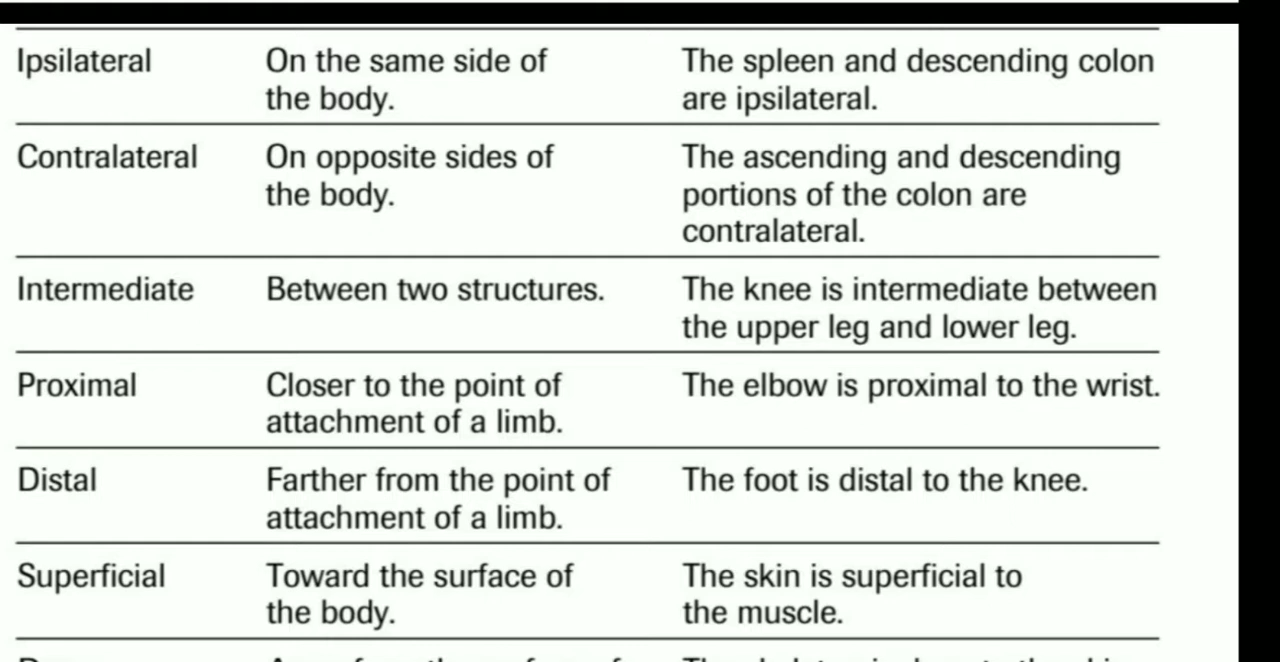 Ipsilateral On the same side of The spleen and descending colon
the body. are ipsilateral.
Contralateral On opposite sides of The ascending and descending
the body. portions of the colon are
contralateral.
Intermediate Between two structures. The knee is intermediate between
the upper leg and lower leg.
Proximal Closer to the point of The elbow is proximal to the wrist.
attachment of a limb.
Distal Farther from the point of The foot is distal to the knee.
attachment of a limb.
Superficial Toward the surface of The skin is superficial to
the body. the muscle.